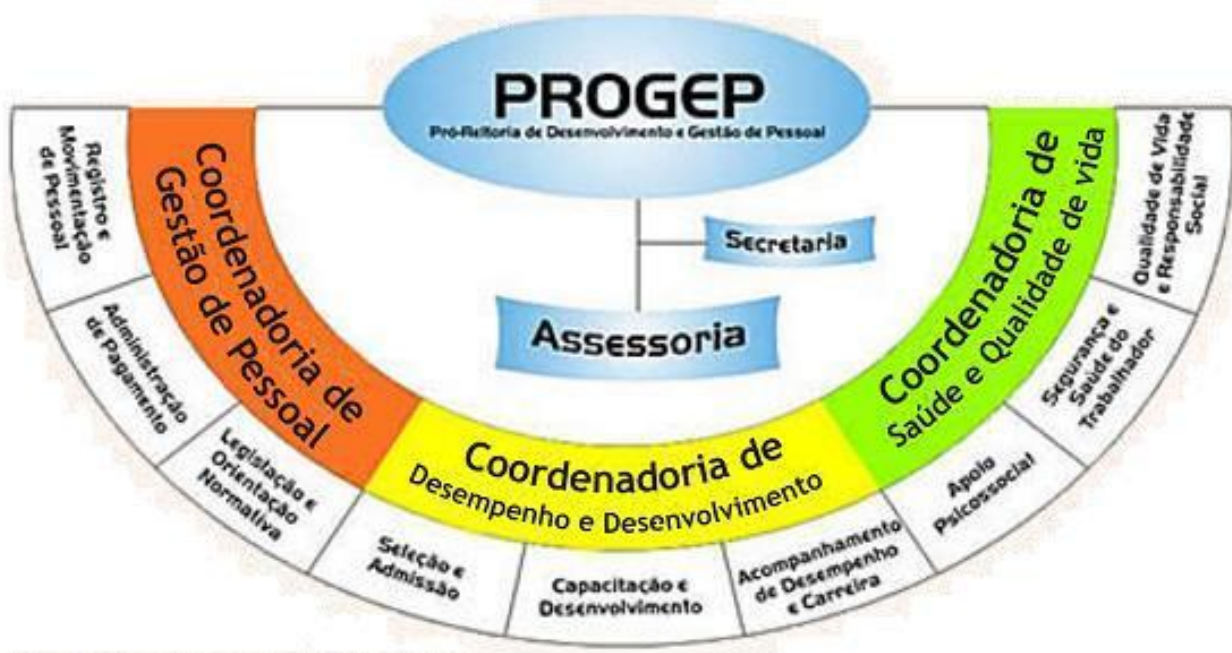 PROGEP
Pró-Reitoria de Desenvolvimento e Gestão de Pessoal
Secretaria
Assessoria
Coordenadoria de
Gestão de Pessoal
Registro e
Movimentação
de Pessoal
Administração
de Pagamento
Legislação e
Orientação
Normativa
Coordenadoria de
Desempenho e Desenvolvimento
Seleção e
Admissão
Capacitação e
Desenvolvimento
Acompanhamento
de Desempenho
e Carreira
Coordenadoria de
Saúde e Qualidade de vida
Apoio
Psicossocial
Segurança e
Saúde do
Trabalhador
Qualidade de Vida
e Responsabilidade
Social